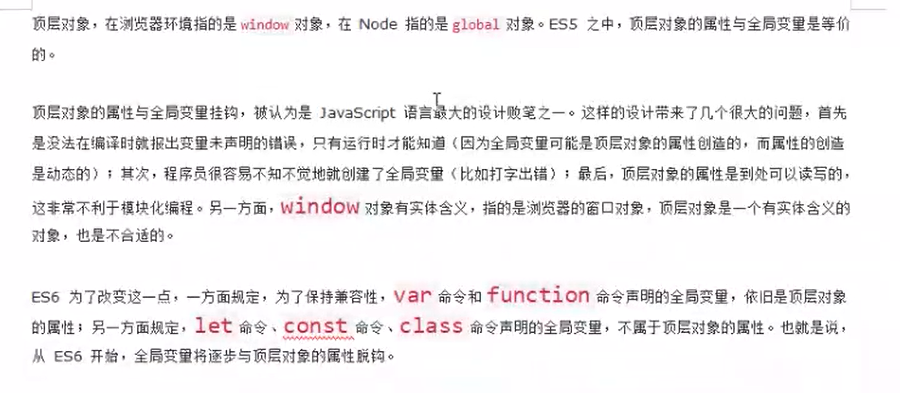 顶层对象，在浏览器环境指的是 window 对象，在 Node 指的是 global 对象。ES5 之中，顶层对象的属性与全局变量是等价
的。
顶层对象的属性与全局变量挂钩，被认为是 JavaScript 语言最大的设计败笔之一。这样的设计带来了几个很大的问题，首先
是没法在编译时就报出变量未声明的错误，只有运行时才能知道（因为全局变量可能是顶层对象的属性创造的，而属性的创造
是动态的）；其次，程序员很容易不知不觉地就创建了全局变量（比如打字出错）；最后，顶层对象的属性是到处可以读写的，
这非常不利于模块化编程。另一方面，window 对象有实体含义，指的是浏览器的窗口对象，顶层对象是一个有实体含义的
对象，也是不合适的。
ES6 为了改变这一点，一方面规定，为了保持兼容性，var 命令和 function 命令声明的全局变量，依旧是顶层对象
的属性；另一方面规定，let 命令、const 命令、class 命令声明的全局变量，不属于顶层对象的属性。也就是说，
从 ES6 开始，全局变量将逐步与顶层对象的属性脱钩。